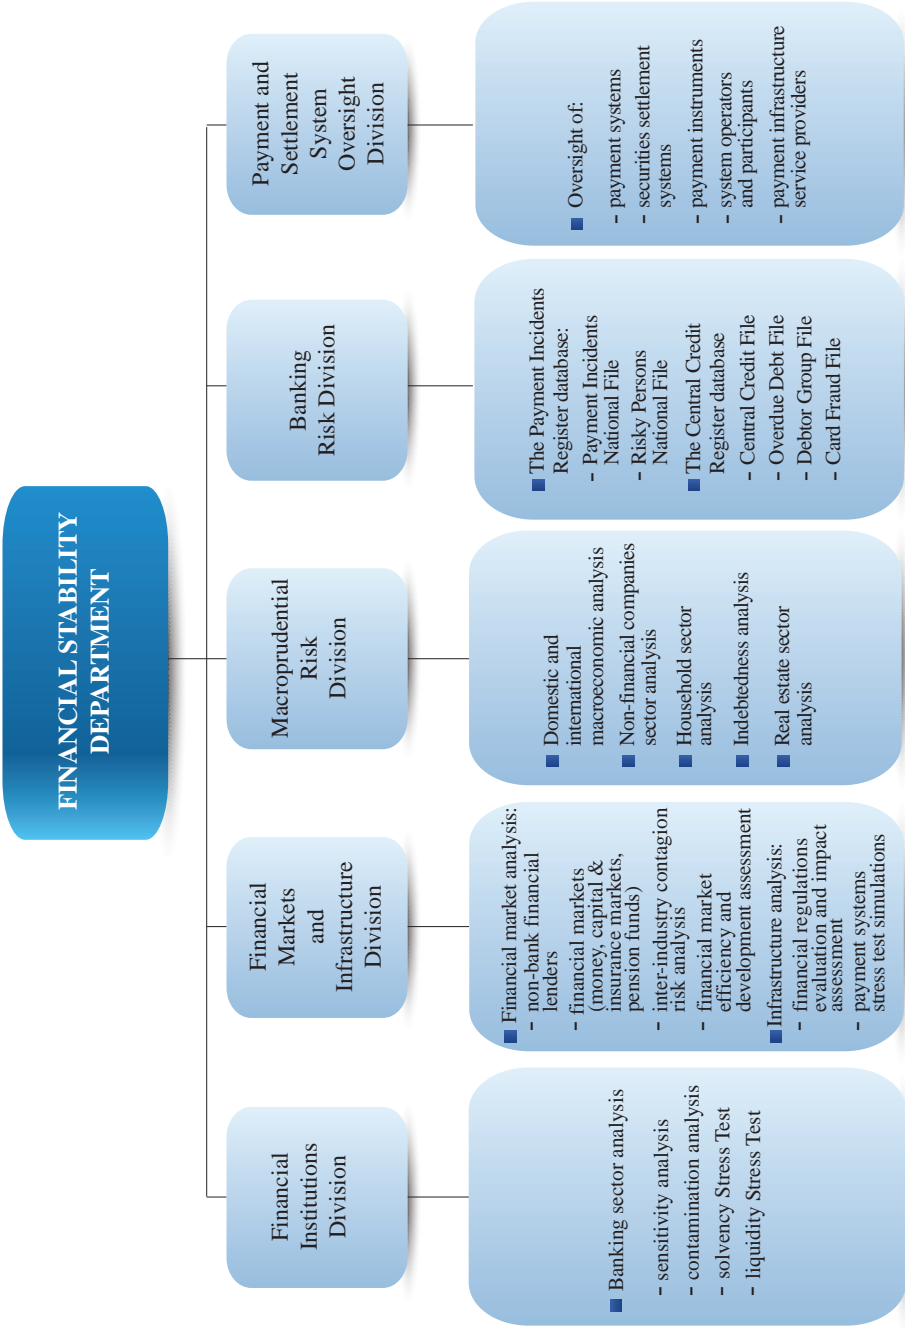 FINANCIAL STABILITY
DEPARTMENT
Financial
Institutions
Division
■ Banking sector analysis
- sensitivity analysis
- contamination analysis
- solvency Stress Test
- liquidity Stress Test
Financial
Markets
and
Infrastructure
Division
■ Financial market analysis:
- non-bank financial
lenders
- financial markets
(money, capital &
insurance markets,
pension funds)
- inter-industry contagion
risk analysis
- financial market
efficiency and
development assessment
■ Infrastructure analysis:
- financial regulations
evaluation and impact
assessment
- payment systems
stress test simulations
Macroprudential
Risk
Division
■ Domestic and
international
macroeconomic analysis
■ Non-financial companies
sector analysis
■ Household sector
analysis
■ Indebtedness analysis
■ Real estate sector
analysis
Banking
Risk Division
■ The Payment Incidents
Register database:
- Payment Incidents
National File
- Risky Persons
National File
■ The Central Credit
Register database
- Central Credit File
- Overdue Debt File
- Debtor Group File
- Card Fraud File
Payment and
Settlement
System
Oversight
Division
■ Oversight of:
- payment systems
- securities settlement
systems
- payment instruments
- system operators
and participants
- payment infrastructure
service providers